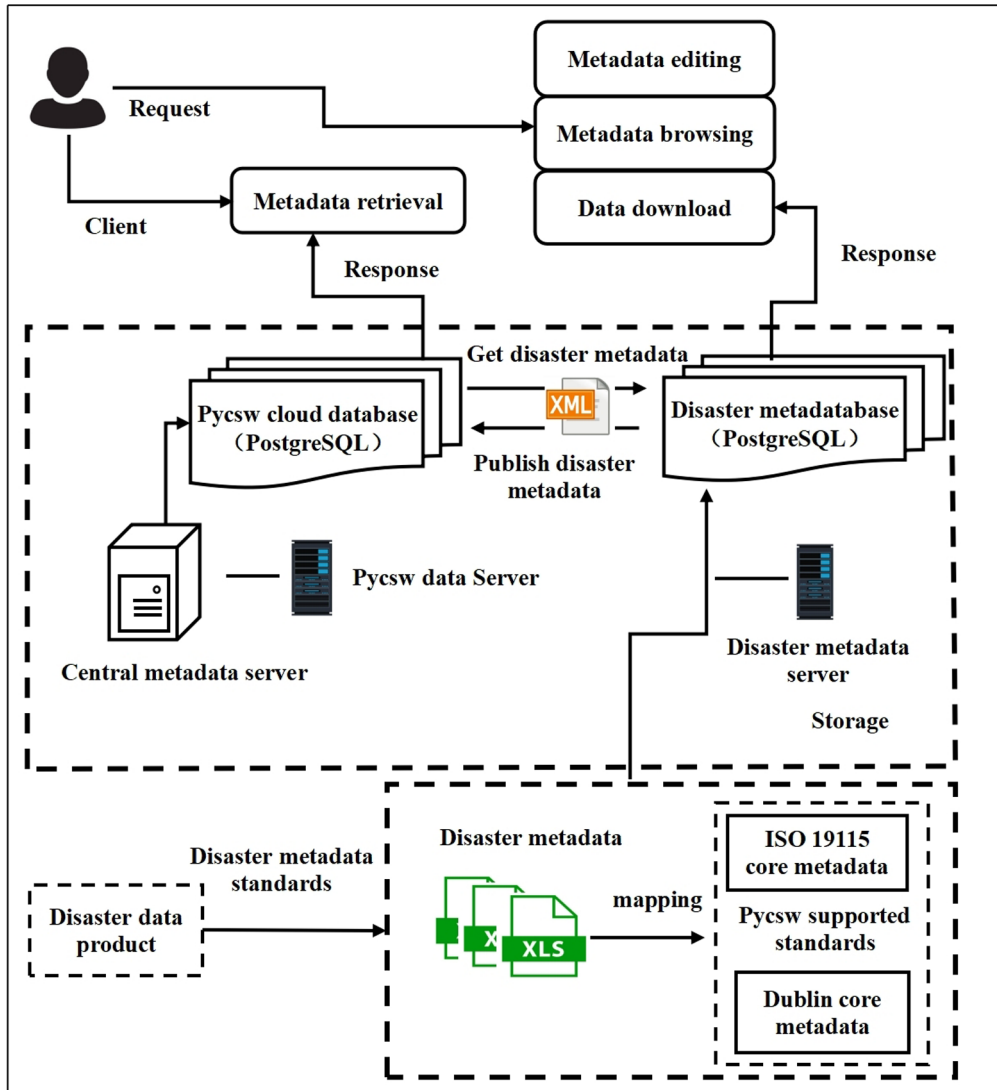 Metadata editing
Request
Metadata browsing
Metadata retrieval
Data download
Client
Response
Response
Get disaster metadata
XML
Pycsw cloud database
（PostgreSQL）
Disaster metadatabase
（PostgreSQL）
Publish disaster
metadata
Pycsw data Server
Central metadata server
Disaster metadata
server
Storage
Disaster metadata
standards
Disaster data
product
Disaster metadata
X
XLS
mapping
ISO 19115
core metadata
Pycsw supported
standards
Dublin core
metadata